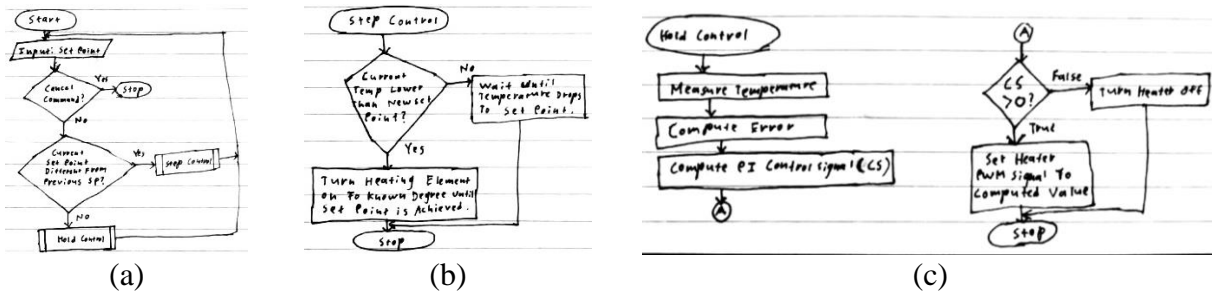 Start
Input: Set Point
Cancel
Command?
Yes
Stop
No
Current
Set Point
Different From
Previous SP?
Yes
Step Control
No
Hold Control
(a)
Step Control
Current
Temp Lower
Than New Set
Point?
No
Wait Until
Temperature Drops
To Set Point.
Yes
Turn Heating Element
on To Known Degree Until
Set Point is Achieved.
Stop
(b)
Hold Control
Measure Temperature
Compute Error
Compute PI Control Signal (CS)
A
A
CS
>0?
False
Turn Heater Off
True
Set Heater
PWM Signal To
Computed Value
Stop
(c)